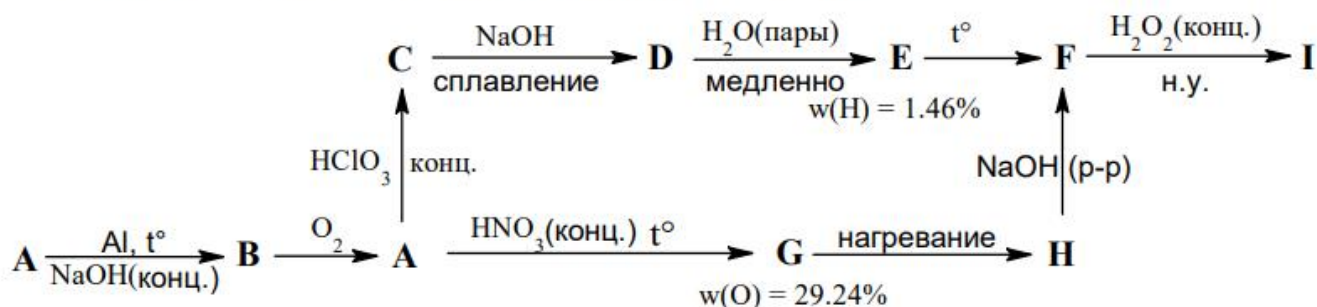 C NaOH сплавление D H₂O(пары) медленно E t° F H₂O₂(конц.) н.у. I
w(H) = 1.46%
HClO₃ конц.
NaOH (р-р)
A Al, t° NaOH(конц.) B O₂ A HNO₃(конц.) t° G нагревание H
w(O) = 29.24%